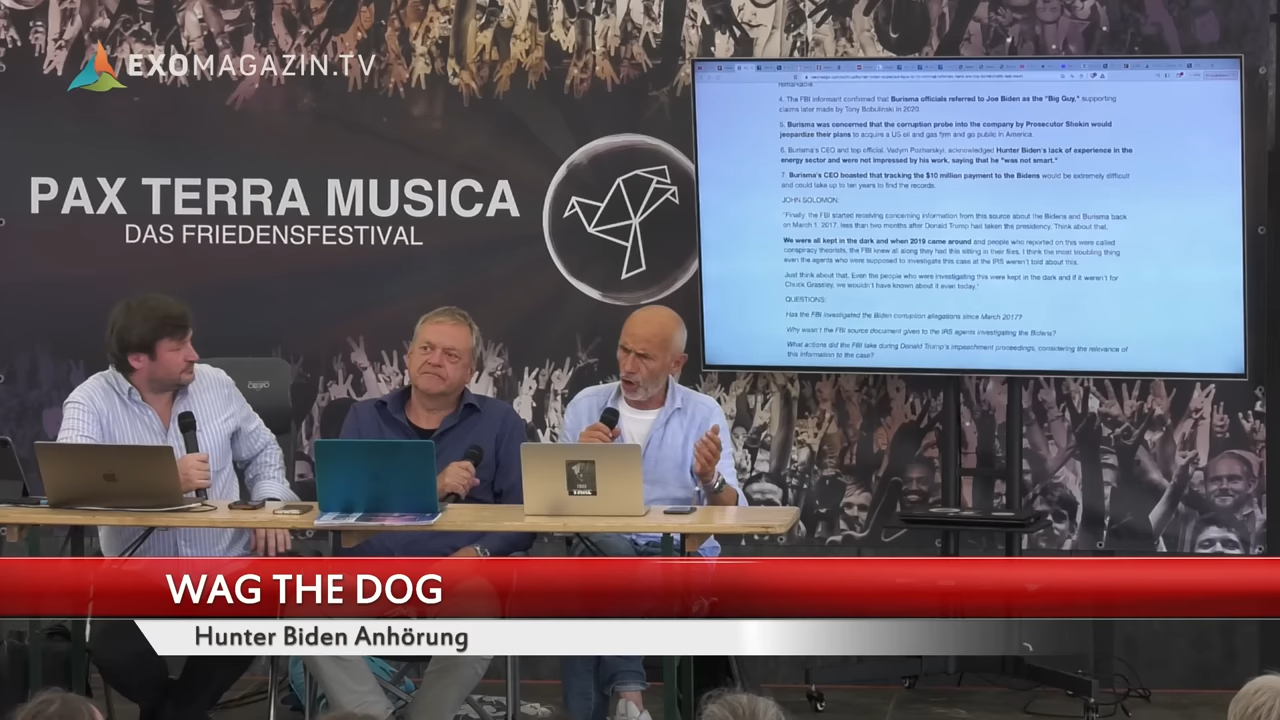 EXOMAGAZIN.TV
PAX TERRA MUSICA
DAS FRIEDENSFESTIVAL
remarkable
4. The FBI informant confirmed that Burisma officials referred to Joe Biden as the "Big Guy," supporting
claims later made by Tony Bobulinski in 2020.
5. Burisma was concerned that the corruption probe into the company by Prosecutor Shokin would
jeopardize their plans to acquire a US oil and gas firm and go public in America.
6. Burisma's CEO and top official, Vadym Pozharskyi, acknowledged Hunter Biden's lack of experience in the
energy sector and were not impressed by his work, saying that he "was not smart."
7. Burisma's CEO boasted that tracking the $10 million payment to the Bidens would be extremely difficult
and could take up to ten years to find the records.
JOHN SOLOMON:
"Finally, the FBI started receiving concerning information from this source about the Bidens and Burisma back
on March 1, 2017, less than two months after Donald Trump had taken the presidency. Think about that.
We were all kept in the dark and when 2019 came around and people who reported on this were called
conspiracy theorists, the FBI knew all along they had this sitting in their files. I think the most troubling thing
even the agents who were supposed to investigate this case at the IRS weren't told about this.
Just think about that. Even the people who were investigating this were kept in the dark and if it weren't for
Chuck Grassley, we wouldn't have known about it even today."
QUESTIONS:
Has the FBI investigated the Biden corruption allegations since March 2017?
Why wasn't the FBI source document given to the IRS agents investigating the Bidens?
What actions did the FBI take during Donald Trump's impeachment proceedings, considering the relevance of
this information to the case?
WAG THE DOG
Hunter Biden Anhörung